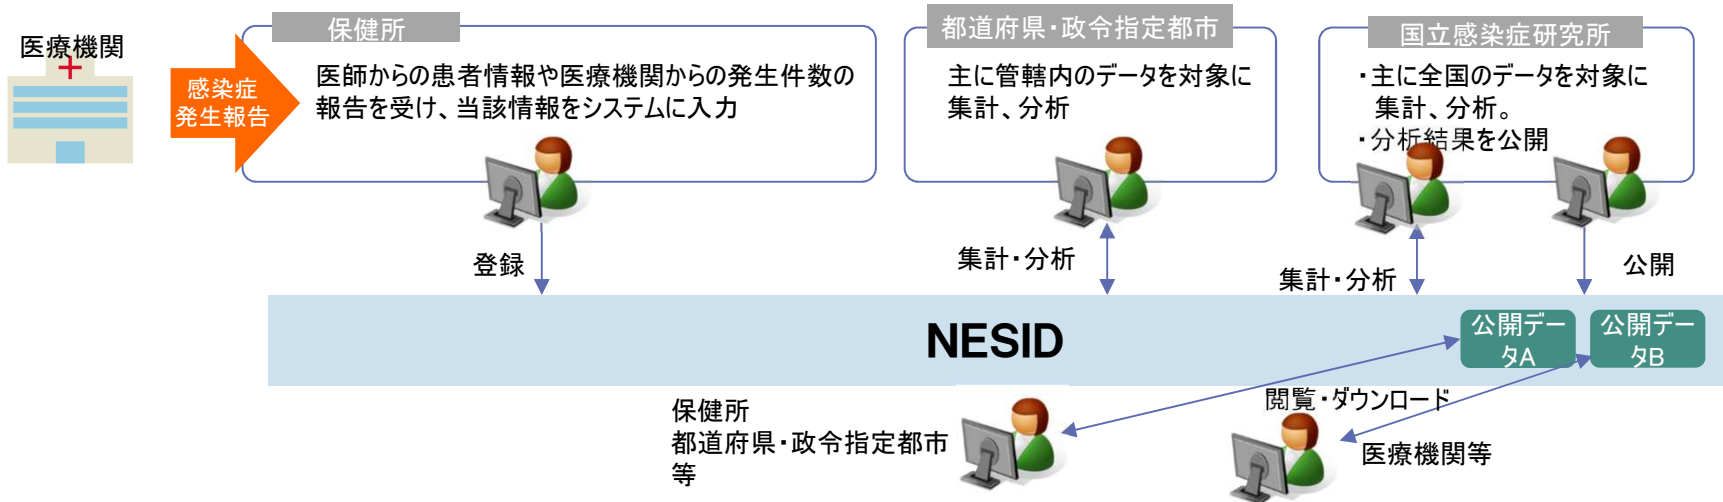 医療機関
感染症
発生報告
保健所
医師からの患者情報や医療機関からの発生件数の
報告を受け、当該情報をシステムに入力
都道府県・政令指定都市
主に管轄内のデータを対象に
集計、分析
国立感染症研究所
・主に全国のデータを対象に
集計、分析。
・分析結果を公開
登録
集計・分析
集計・分析
公開
NESID
公開デー
タA
公開デー
タB
閲覧・ダウンロード
保健所
都道府県・政令指定都市
等
医療機関等